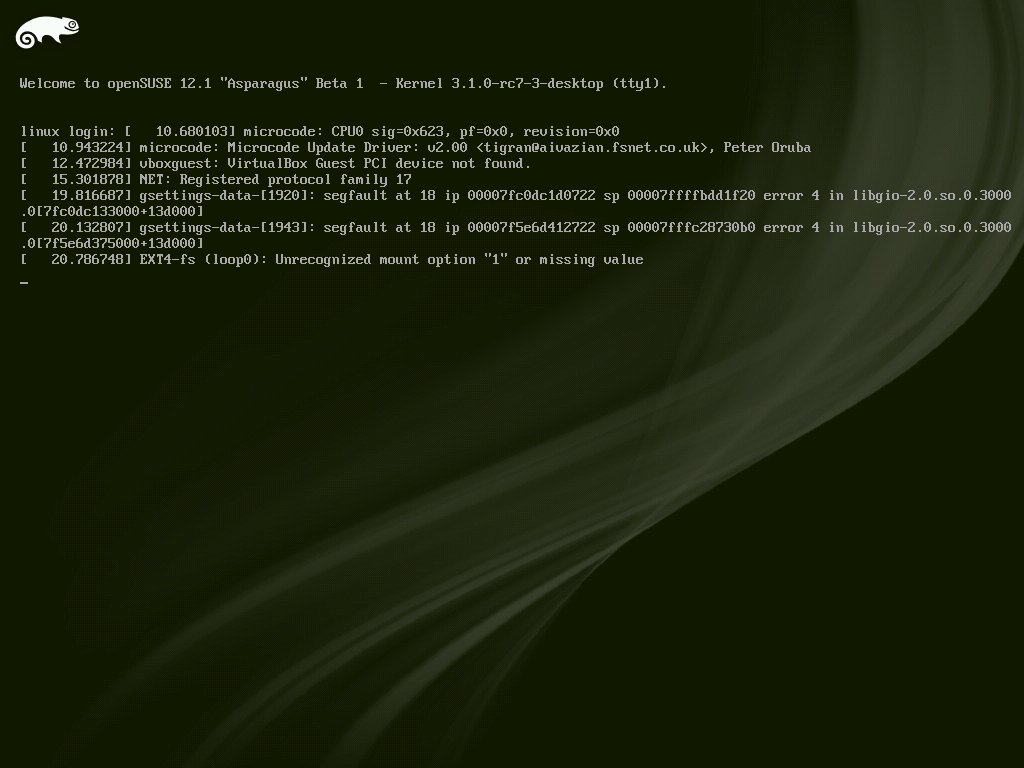 Welcome to openSUSE 12.1 "Asparagus" Beta 1  - Kernel 3.1.0-rc7-3-desktop (tty1).
linux login: [   10.680103] microcode: CPU0 sig=0x623, pf=0x0, revision=0x0
[   10.943224] microcode: Microcode Update Driver: v2.00 <tigran@aivazian.fsnet.co.uk>, Peter Oruba
[   12.472984] vboxguest: VirtualBox Guest PCI device not found.
[   15.301878] NET: Registered protocol family 17
[   19.816687] gsettings-data-[1920]: segfault at 18 ip 00007fc0dc1d0722 sp 00007ffffbdd1f20 error 4 in libgio-2.0.so.0.3000
.0[7fc0dc133000+13d000]
[   20.132807] gsettings-data-[1943]: segfault at 18 ip 00007f5e6d412722 sp 00007fffc28730b0 error 4 in libgio-2.0.so.0.3000
.0[7f5e6d375000+13d000]
[   20.786748] EXT4-fs (loop0): Unrecognized mount option "1" or missing value
_